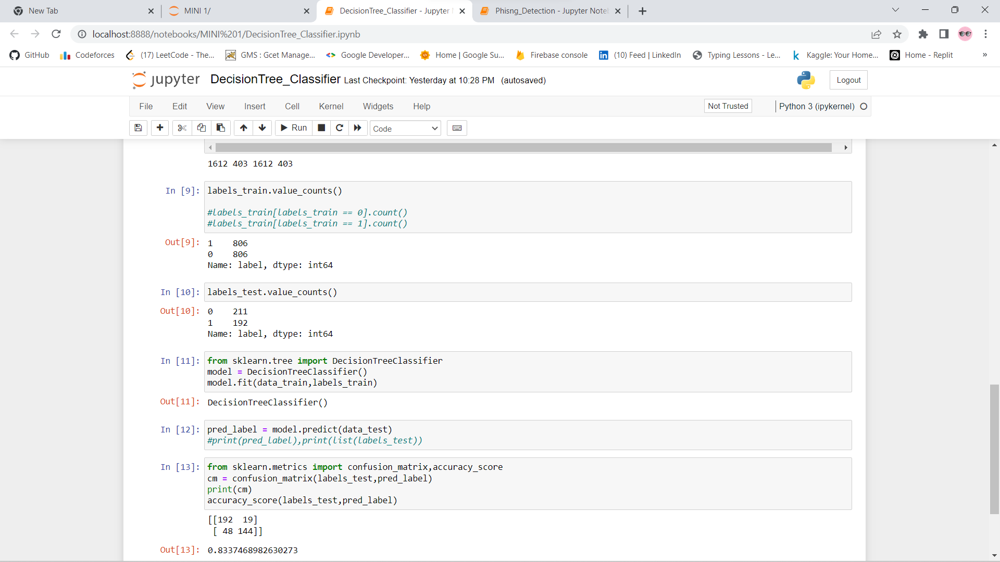 New Tab
MINI 1/
DecisionTree_Classifier - Jupyter
Phisng_Detection - Jupyter Note
localhost:8888/notebooks/MINI%201/DecisionTree_Classifier.ipynb
GitHub
Codeforces
(17) LeetCode - The...
GMS : Gcet Manage...
Google Developer...
Home | Google Su...
Firebase console
(10) Feed | LinkedIn
Typing Lessons - Le...
Kaggle: Your Home...
Home - Replit
»
jupyter DecisionTree_Classifier Last Checkpoint: Yesterday at 10:28 PM (autosaved)
Logout
File Edit View Insert Cell Kernel Widgets Help
Not Trusted
Python 3 (ipykernel)
Run
Code
1612 403 1612 403
In [9]: labels_train.value_counts()
#labels_train[labels_train == 0].count()
#labels_train[labels_train == 1].count()
Out[9]: 1    806
0    806
Name: label, dtype: int64
In [10]: labels_test.value_counts()
Out[10]: 0    211
1    192
Name: label, dtype: int64
In [11]: from sklearn.tree import DecisionTreeClassifier
model = DecisionTreeClassifier()
model.fit(data_train,labels_train)
Out[11]: DecisionTreeClassifier()
In [12]: pred_label = model.predict(data_test)
#print(pred_label),print(list(labels_test))
In [13]: from sklearn.metrics import confusion_matrix,accuracy_score
cm = confusion_matrix(labels_test,pred_label)
print(cm)
accuracy_score(labels_test,pred_label)
[[192  19]
[ 48 144]]
Out[13]: 0.8337468982630273